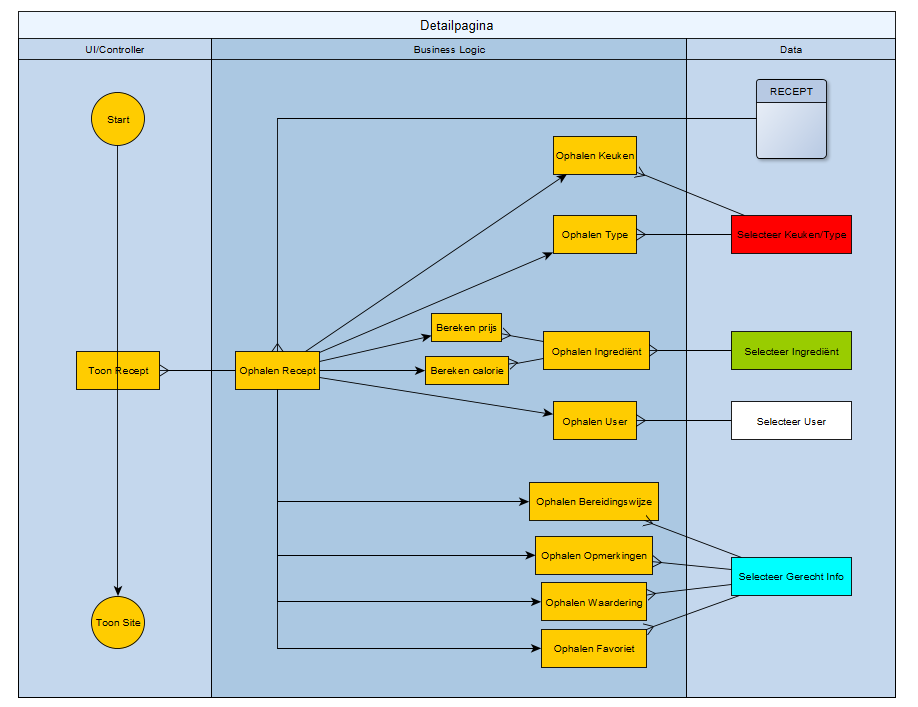 Detailpagina
UI/Controller
Business Logic
Data
RECEPT
Start
Ophalen Keuken
Ophalen Type
Selecteer Keuken/Type
Bereken prijs
Ophalen Ingrediënt
Selecteer Ingrediënt
Toon Recept
Ophalen Recept
Bereken calorie
Ophalen User
Selecteer User
Ophalen Bereidingswijze
Ophalen Opmerkingen
Selecteer Gerecht Info
Ophalen Waardering
Toon Site
Ophalen Favoriet